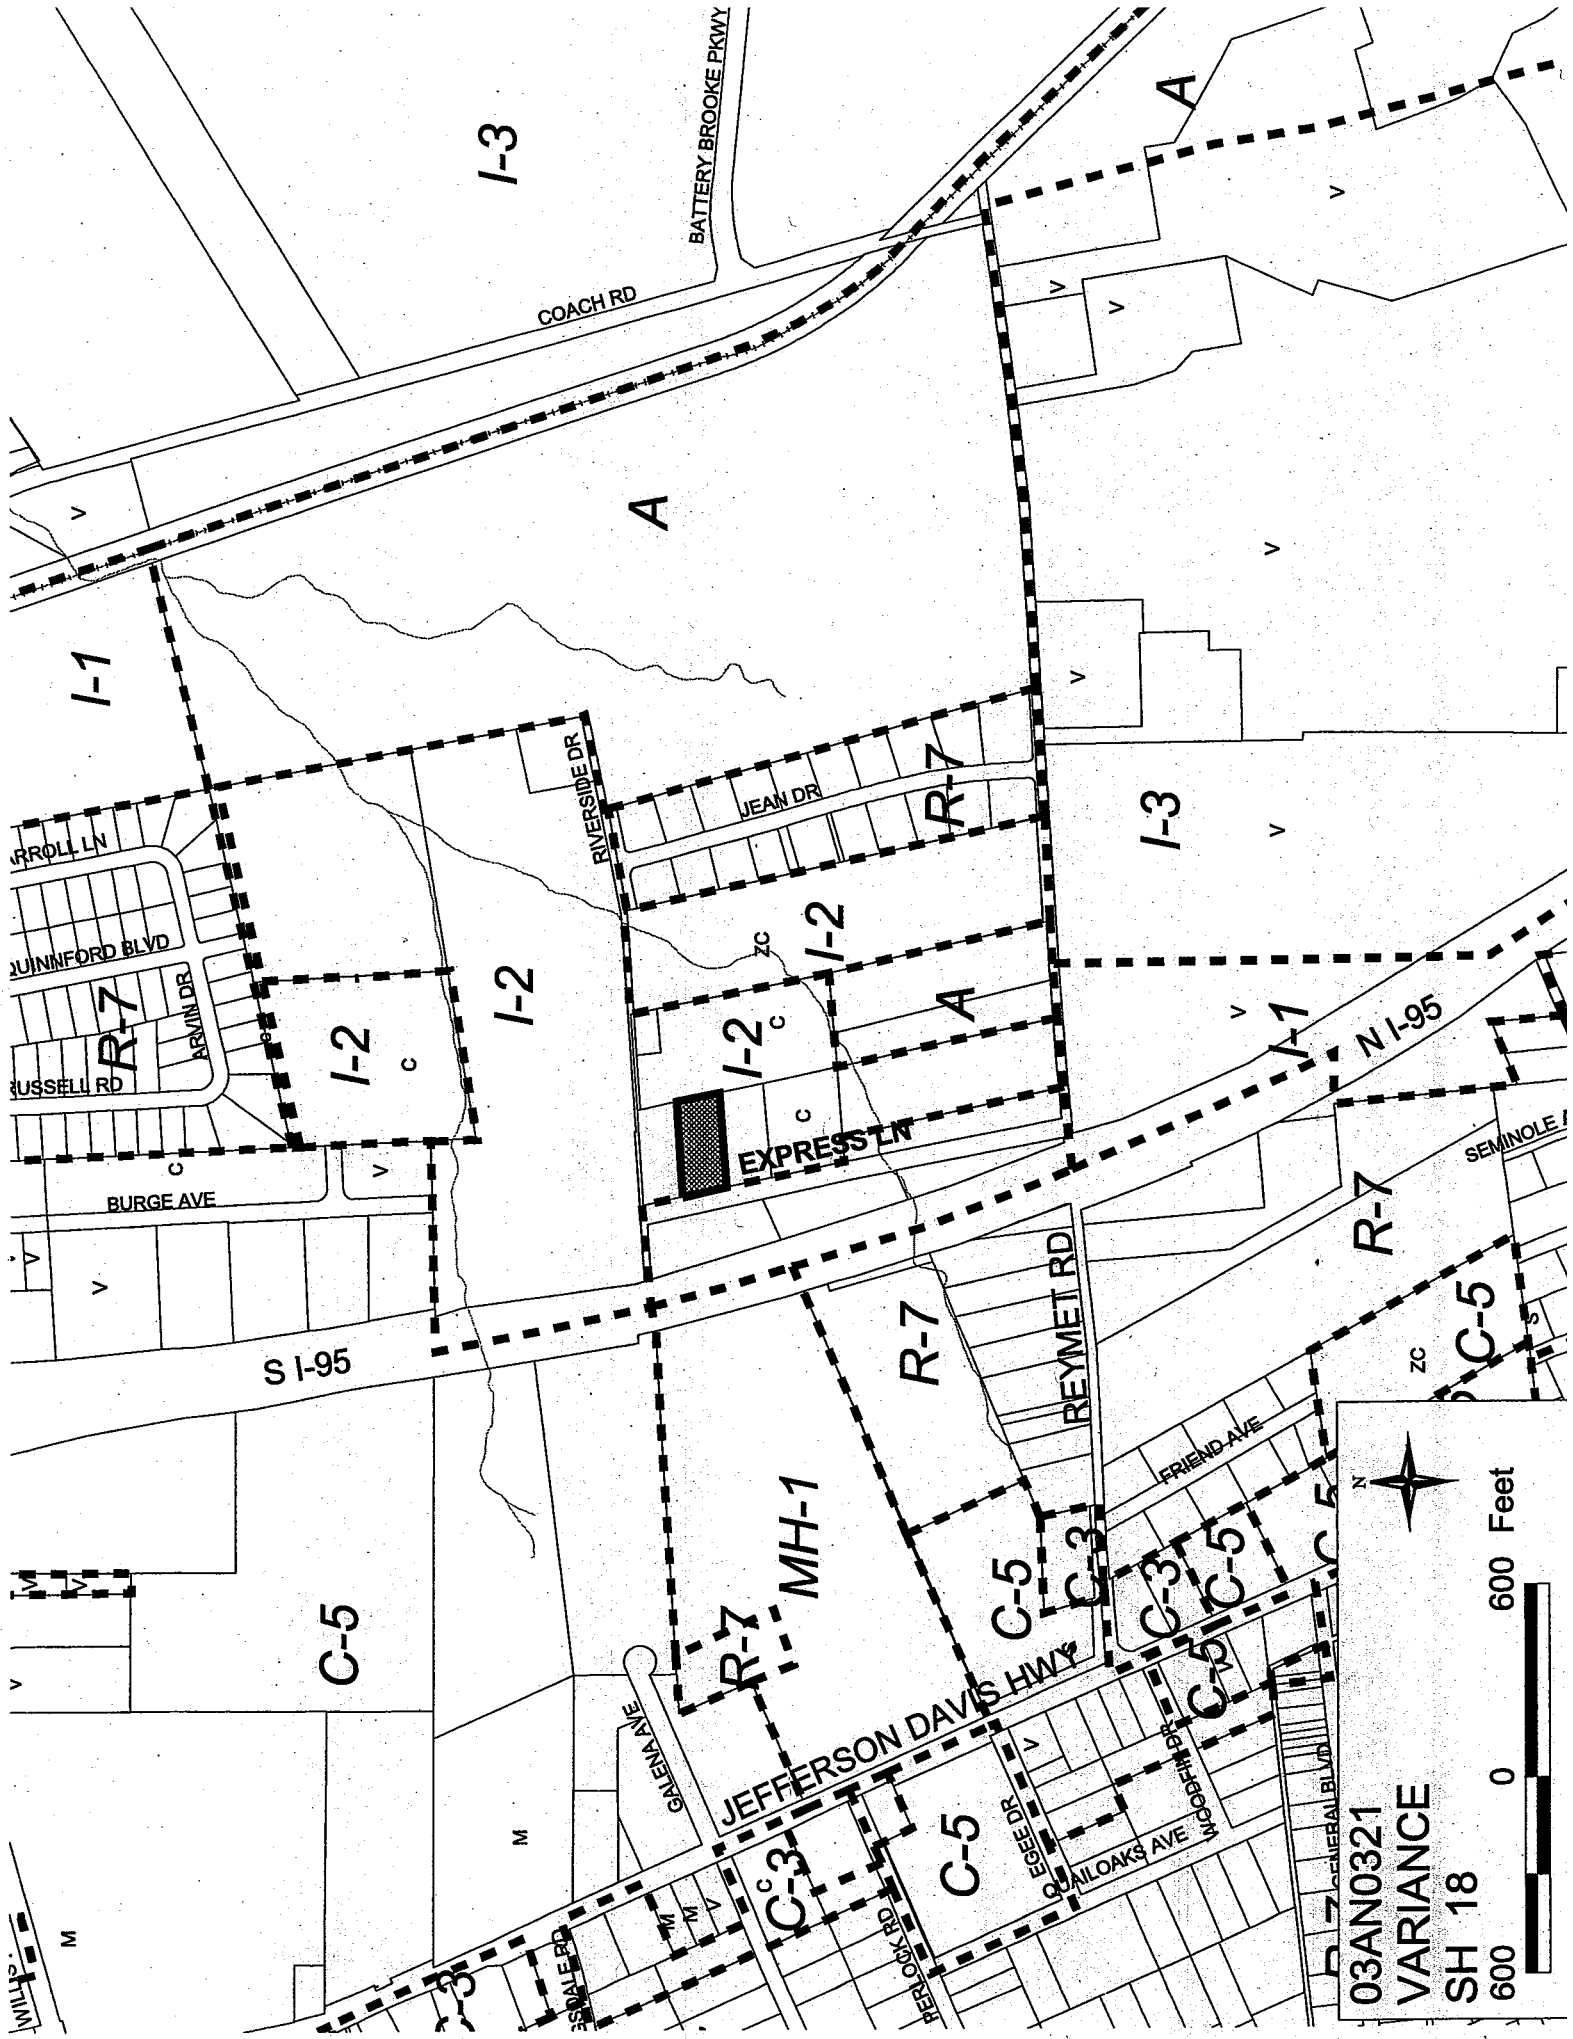 I-3
BATTERY BROOKE PKWY
A
COACH RD
V
V
V
V
A
V
I-1
V
V
RIVERSIDE DR
JEAN DR
R-7
I-3
V
QUINNFORD BLVD
ARVIN DR
R-7
RUSSELL RD
I-2
C
I-2
ZC
I-2
I-2
C
A
C
EXPRESS LN
V
I-1
N I-95
C
V
BURGE AVE
V
V
S I-95
R-7
REYMET RD
R-7
C-5
ZC
S
FRIEND AVE
MH-1
C-5
C-3
C-3
C-5
V
V
V
C-5
R-7
GALENA AVE
JEFFERSON DAVIS HWY
C-5
M
M
C
C-3
M
M
V
C-5
EGEE DR
V
QUAILOAKS AVE
WOODFIN DR
PERLOCK RD
03AN0321
VARIANCE
SH 18
N
600 0 600 Feet